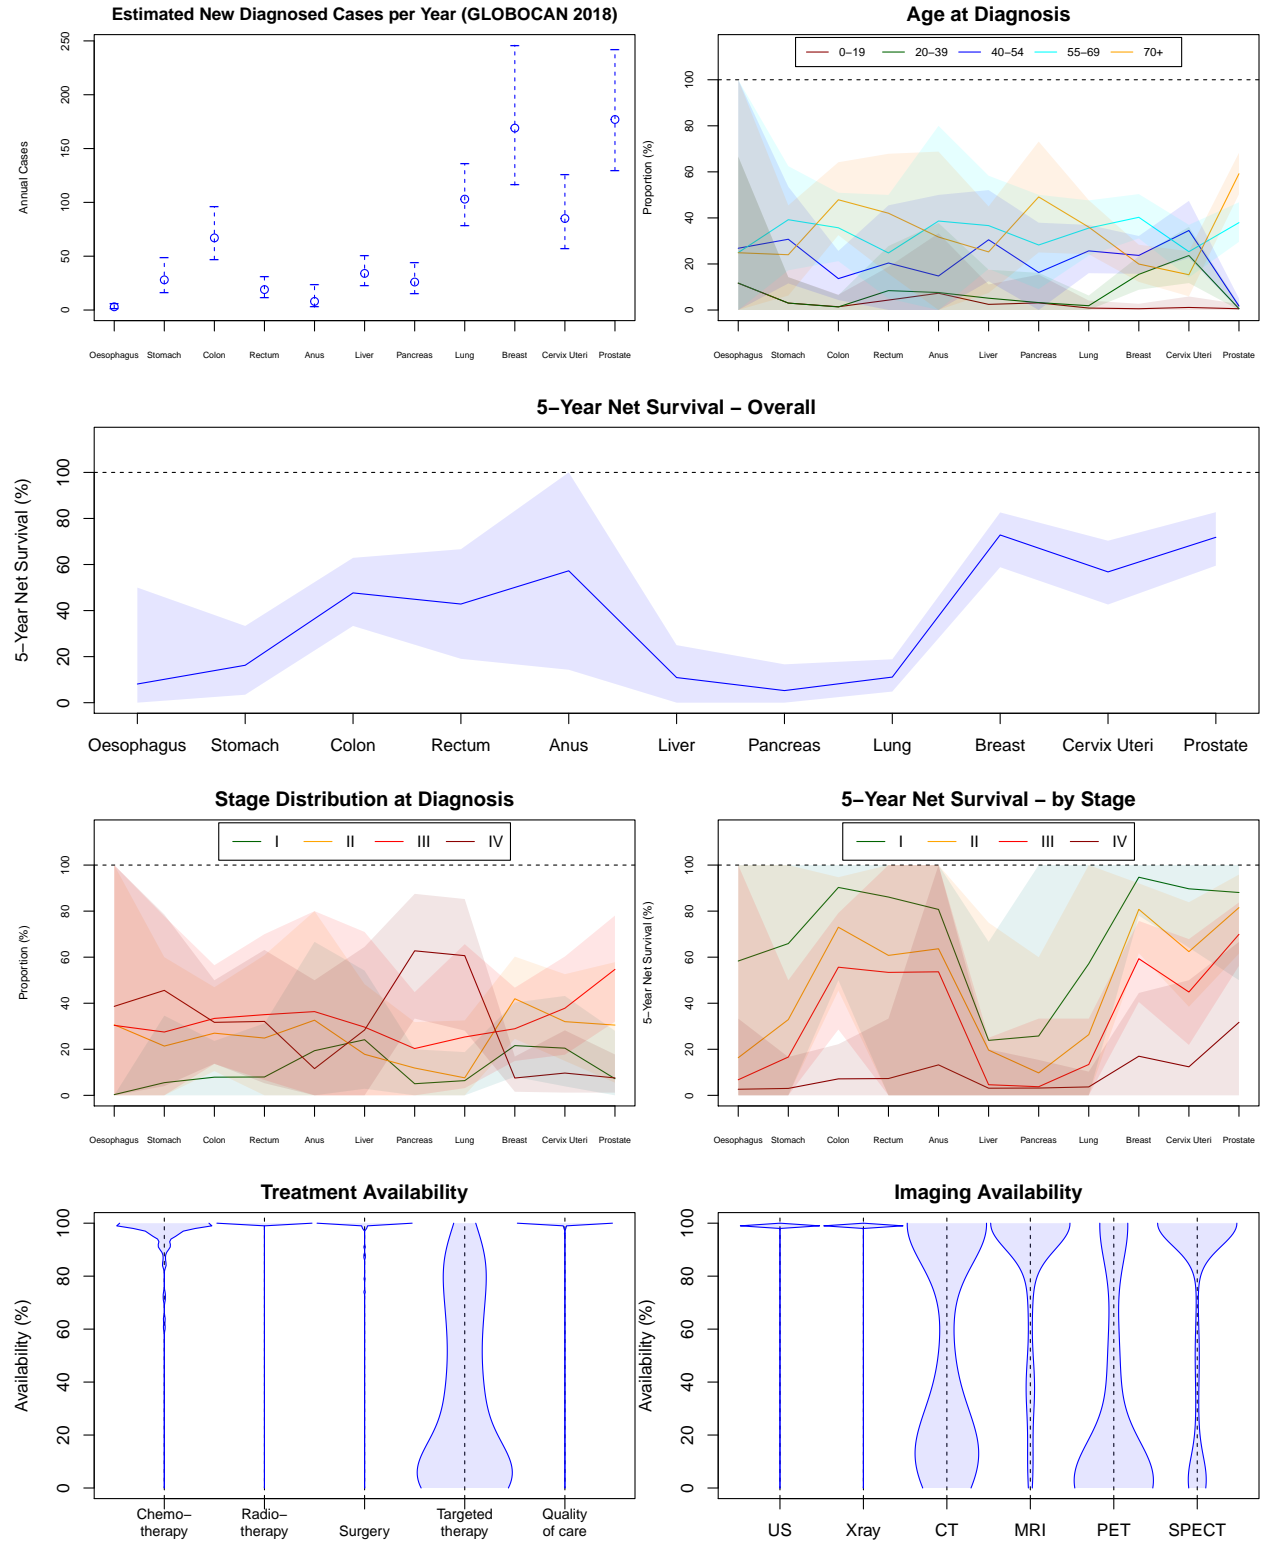 Estimated New Diagnosed Cases per Year (GLOBOCAN 2018)
Annual Cases
0 50 100 150 200 250
Oesophagus Stomach Colon Rectum Anus Liver Pancreas Lung Breast Cervix Uteri Prostate
Age at Diagnosis
0−19 20−39 40−54 55−69 70+
Proportion (%)
0 20 40 60 80 100
Oesophagus Stomach Colon Rectum Anus Liver Pancreas Lung Breast Cervix Uteri Prostate
5−Year Net Survival − Overall
5−Year Net Survival (%)
0 20 40 60 80 100
Oesophagus Stomach Colon Rectum Anus Liver Pancreas Lung Breast Cervix Uteri Prostate
Stage Distribution at Diagnosis
I II III IV
Proportion (%)
0 20 40 60 80 100
Oesophagus Stomach Colon Rectum Anus Liver Pancreas Lung Breast Cervix Uteri Prostate
5−Year Net Survival − by Stage
I II III IV
5−Year Net Survival (%)
0 20 40 60 80 100
Oesophagus Stomach Colon Rectum Anus Liver Pancreas Lung Breast Cervix Uteri Prostate
Treatment Availability
Availability (%)
0 20 40 60 80 100
Chemo− Radio− Targeted Quality
therapy therapy Surgery therapy of care
Imaging Availability
Availability (%)
0 20 40 60 80 100
US Xray CT MRI PET SPECT